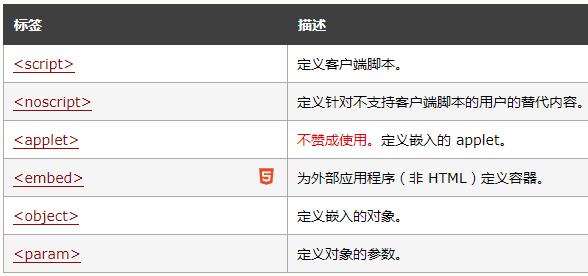 标签 描述
<script> 定义客户端脚本。
<noscript> 定义针对不支持客户端脚本的用户的替代内容。
<applet> 不赞成使用。定义嵌入的 applet。
<embed> 5 为外部应用程序 ( 非 HTML ) 定义容器。
<object> 定义嵌入的对象。
<param> 定义对象的参数。